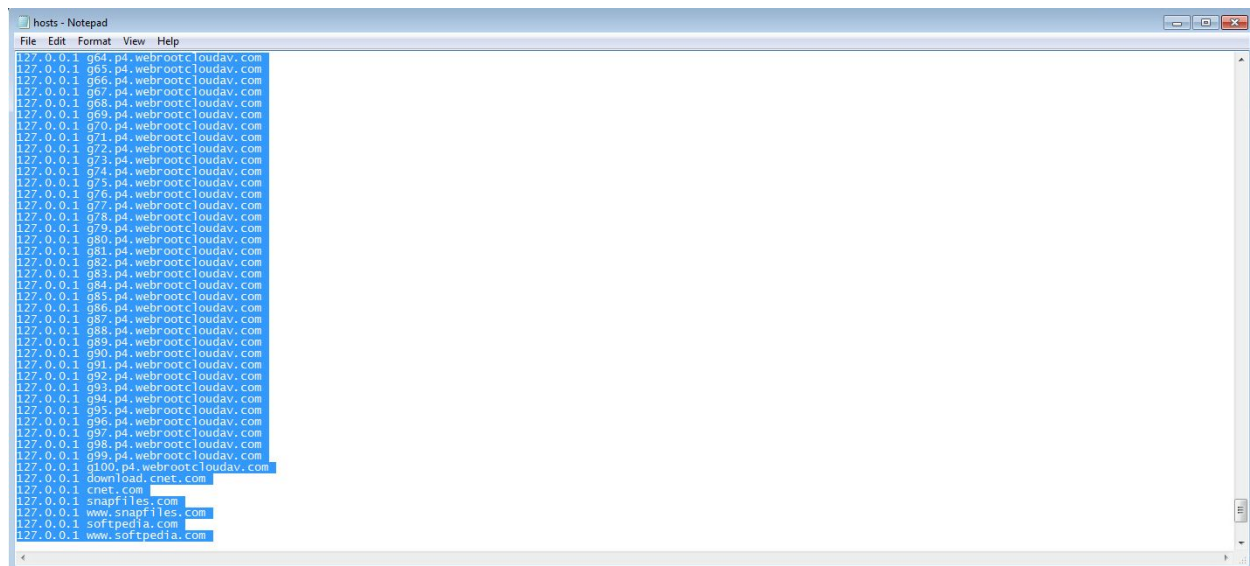 hosts - Notepad
File Edit Format View Help
127.0.0.1 g64.p4.webrootcloudav.com
127.0.0.1 g65.p4.webrootcloudav.com
127.0.0.1 g66.p4.webrootcloudav.com
127.0.0.1 g67.p4.webrootcloudav.com
127.0.0.1 g68.p4.webrootcloudav.com
127.0.0.1 g69.p4.webrootcloudav.com
127.0.0.1 g70.p4.webrootcloudav.com
127.0.0.1 g71.p4.webrootcloudav.com
127.0.0.1 g72.p4.webrootcloudav.com
127.0.0.1 g73.p4.webrootcloudav.com
127.0.0.1 g74.p4.webrootcloudav.com
127.0.0.1 g75.p4.webrootcloudav.com
127.0.0.1 g76.p4.webrootcloudav.com
127.0.0.1 g77.p4.webrootcloudav.com
127.0.0.1 g78.p4.webrootcloudav.com
127.0.0.1 g79.p4.webrootcloudav.com
127.0.0.1 g80.p4.webrootcloudav.com
127.0.0.1 g81.p4.webrootcloudav.com
127.0.0.1 g82.p4.webrootcloudav.com
127.0.0.1 g83.p4.webrootcloudav.com
127.0.0.1 g84.p4.webrootcloudav.com
127.0.0.1 g85.p4.webrootcloudav.com
127.0.0.1 g86.p4.webrootcloudav.com
127.0.0.1 g87.p4.webrootcloudav.com
127.0.0.1 g88.p4.webrootcloudav.com
127.0.0.1 g89.p4.webrootcloudav.com
127.0.0.1 g90.p4.webrootcloudav.com
127.0.0.1 g91.p4.webrootcloudav.com
127.0.0.1 g92.p4.webrootcloudav.com
127.0.0.1 g93.p4.webrootcloudav.com
127.0.0.1 g94.p4.webrootcloudav.com
127.0.0.1 g95.p4.webrootcloudav.com
127.0.0.1 g96.p4.webrootcloudav.com
127.0.0.1 g97.p4.webrootcloudav.com
127.0.0.1 g98.p4.webrootcloudav.com
127.0.0.1 g99.p4.webrootcloudav.com
127.0.0.1 g100.p4.webrootcloudav.com
127.0.0.1 download.cnet.com
127.0.0.1 cnet.com
127.0.0.1 snapfiles.com
127.0.0.1 www.snapfiles.com
127.0.0.1 softpedia.com
127.0.0.1 www.softpedia.com